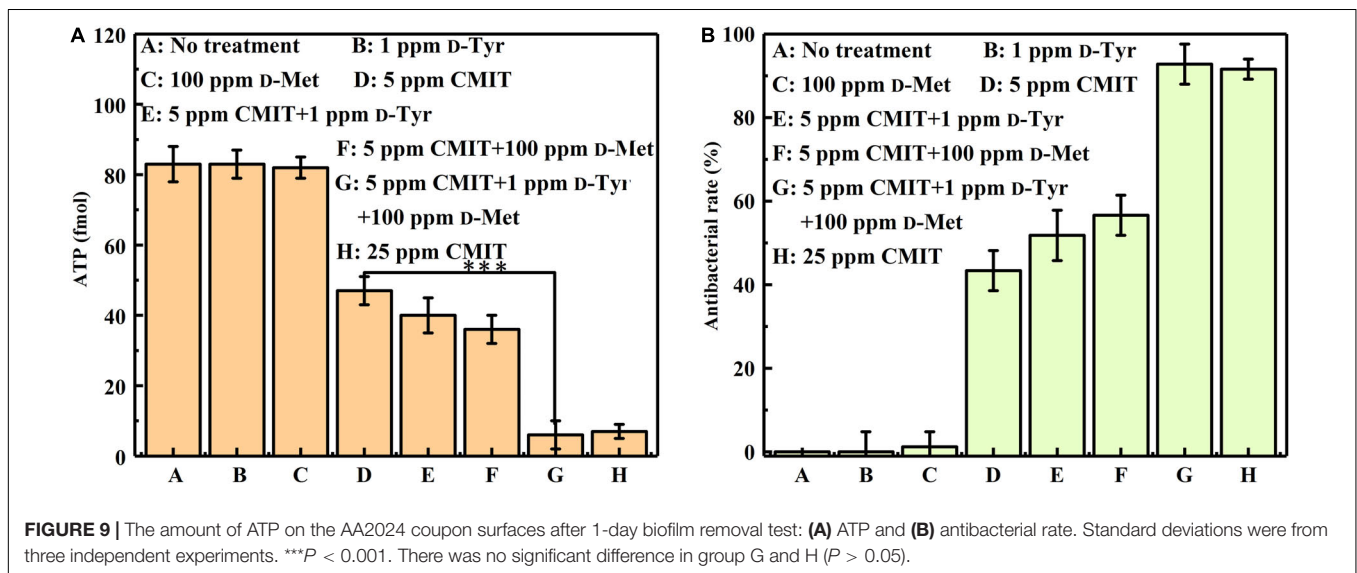 A
120
100
80
60
40
20
0
ATP (fmol)
A: No treatment B: 1 ppm D-Tyr
C: 100 ppm D-Met D: 5 ppm CMIT
E: 5 ppm CMIT+1 ppm D-Tyr
F: 5 ppm CMIT+100 ppm D-Met
G: 5 ppm CMIT+1 ppm D-Tyr
+100 ppm D-Met
H: 25 ppm CMIT
***
A B C D E F G H
B
100
80
60
40
20
0
Antibacterial rate (%)
A: No treatment B: 1 ppm D-Tyr
C: 100 ppm D-Met D: 5 ppm CMIT
E: 5 ppm CMIT+1 ppm D-Tyr
F: 5 ppm CMIT+100 ppm D-Met
G: 5 ppm CMIT+1 ppm D-Tyr
+100 ppm D-Met
H: 25 ppm CMIT
A B C D E F G H
FIGURE 9 | The amount of ATP on the AA2024 coupon surfaces after 1-day biofilm removal test: (A) ATP and (B) antibacterial rate. Standard deviations were from
three independent experiments. ***P < 0.001. There was no significant difference in group G and H (P > 0.05).